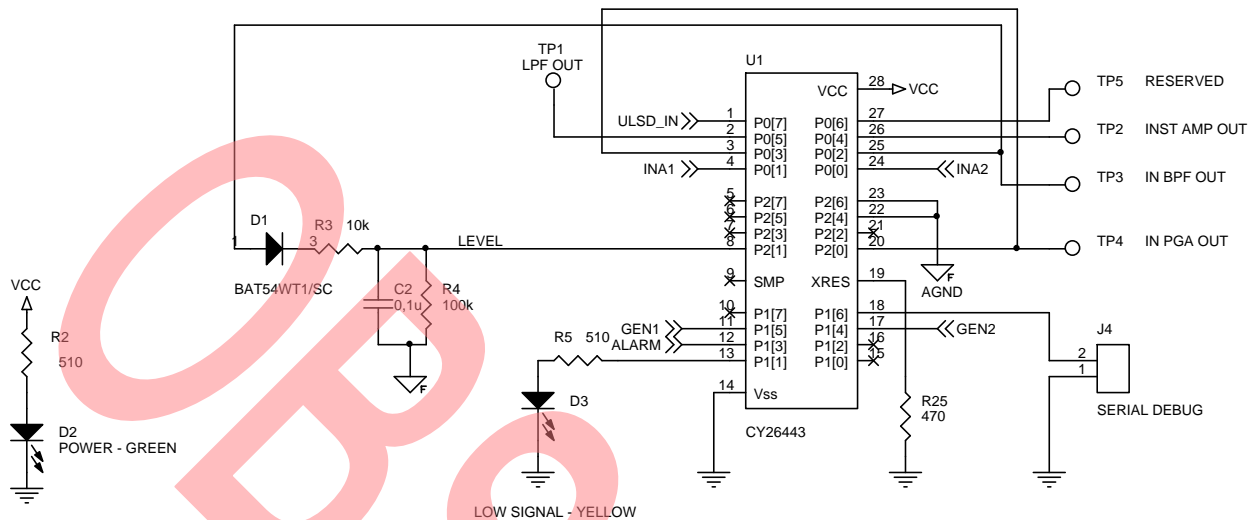 TP1
LPF OUT
U1
VCC
28
VCC
TP5 RESERVED
ULSD_IN
1
P0[7]
P0[6]
27
2
P0[5]
P0[4]
26
TP2 INST AMP OUT
3
P0[3]
P0[2]
25
INA1
4
P0[1]
P0[0]
24
INA2
TP3 IN BPF OUT
5
P2[7]
P2[6]
23
6
P2[5]
P2[4]
22
7
P2[3]
P2[2]
21
D1
1
3
R3 10k
LEVEL
8
P2[1]
P2[0]
20
TP4 IN PGA OUT
BAT54WT1/SC
C2
0,1u
R4
100k
9
SMP
XRES
19
F
AGND
VCC
R2
510
10
P1[7]
P1[6]
18
GEN1
11
P1[5]
P1[4]
17
GEN2
ALARM
12
P1[3]
P1[2]
16
R5 510
13
P1[1]
P1[0]
15
J4
2
1
SERIAL DEBUG
F
14
Vss
D3
R25
470
CY26443
D2
POWER - GREEN
LOW SIGNAL - YELLOW